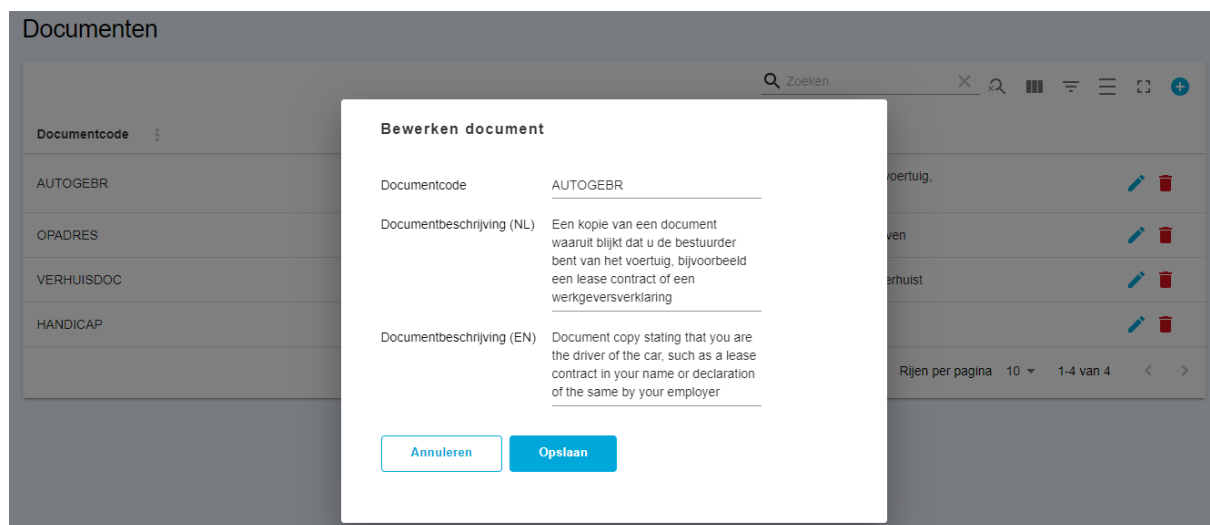 Documenten
Zoeken
Bewerken document
Documentcode
Documentcode AUTOGEBR
AUTOGEBR voertuig,
Documentbeschrijving (NL) Een kopie van een document
waaruit blijkt dat u de bestuurder
OPADRES
bent van het voertuig, bijvoorbeeld
een lease contract of een
VERHUISDOC
werkgeversverklaring
HANDICAP
Documentbeschrijving (EN) Document copy stating that you are
the driver of the car, such as a lease
contract in your name or declaration
Rijen per pagina 10 1-4 van 4
of the same by your employer
Annuleren Opslaan